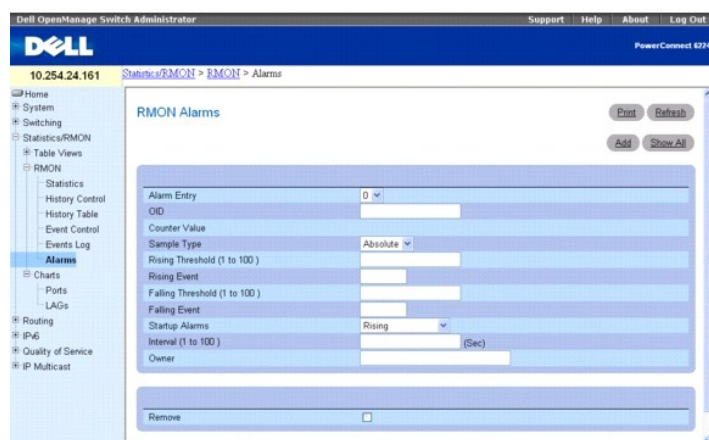 Dell OpenManage Switch Administrator
Support Help About Log Out
DELL
PowerConnect 6224
10.254.24.161
Statistics/RMON > RMON > Alarms
Home
System
Switching
Statistics/RMON
Table Views
RMON
Statistics
History Control
History Table
Event Control
Events Log
Alarms
Charts
Ports
LAGs
Routing
IPv6
Quality of Service
IP Multicast
RMON Alarms
Print Refresh
Add Show All
Alarm Entry 0
OID
Counter Value
Sample Type Absolute
Rising Threshold (1 to 100 )
Rising Event
Falling Threshold (1 to 100 )
Falling Event
Startup Alarms Rising
Interval (1 to 100 ) (Sec)
Owner
Remove